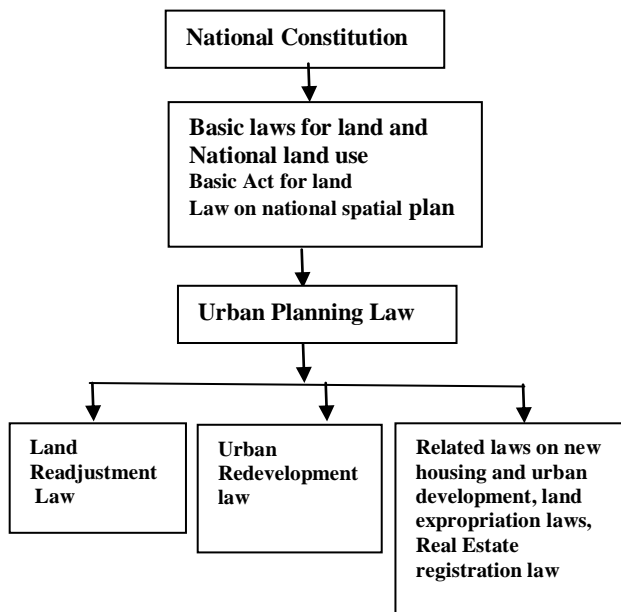 National Constitution
Basic laws for land and
National land use
Basic Act for land
Law on national spatial plan
Urban Planning Law
Land
Readjustment
Law
Urban
Redevelopment
law
Related laws on new
housing and urban
development, land
expropriation laws,
Real Estate
registration law